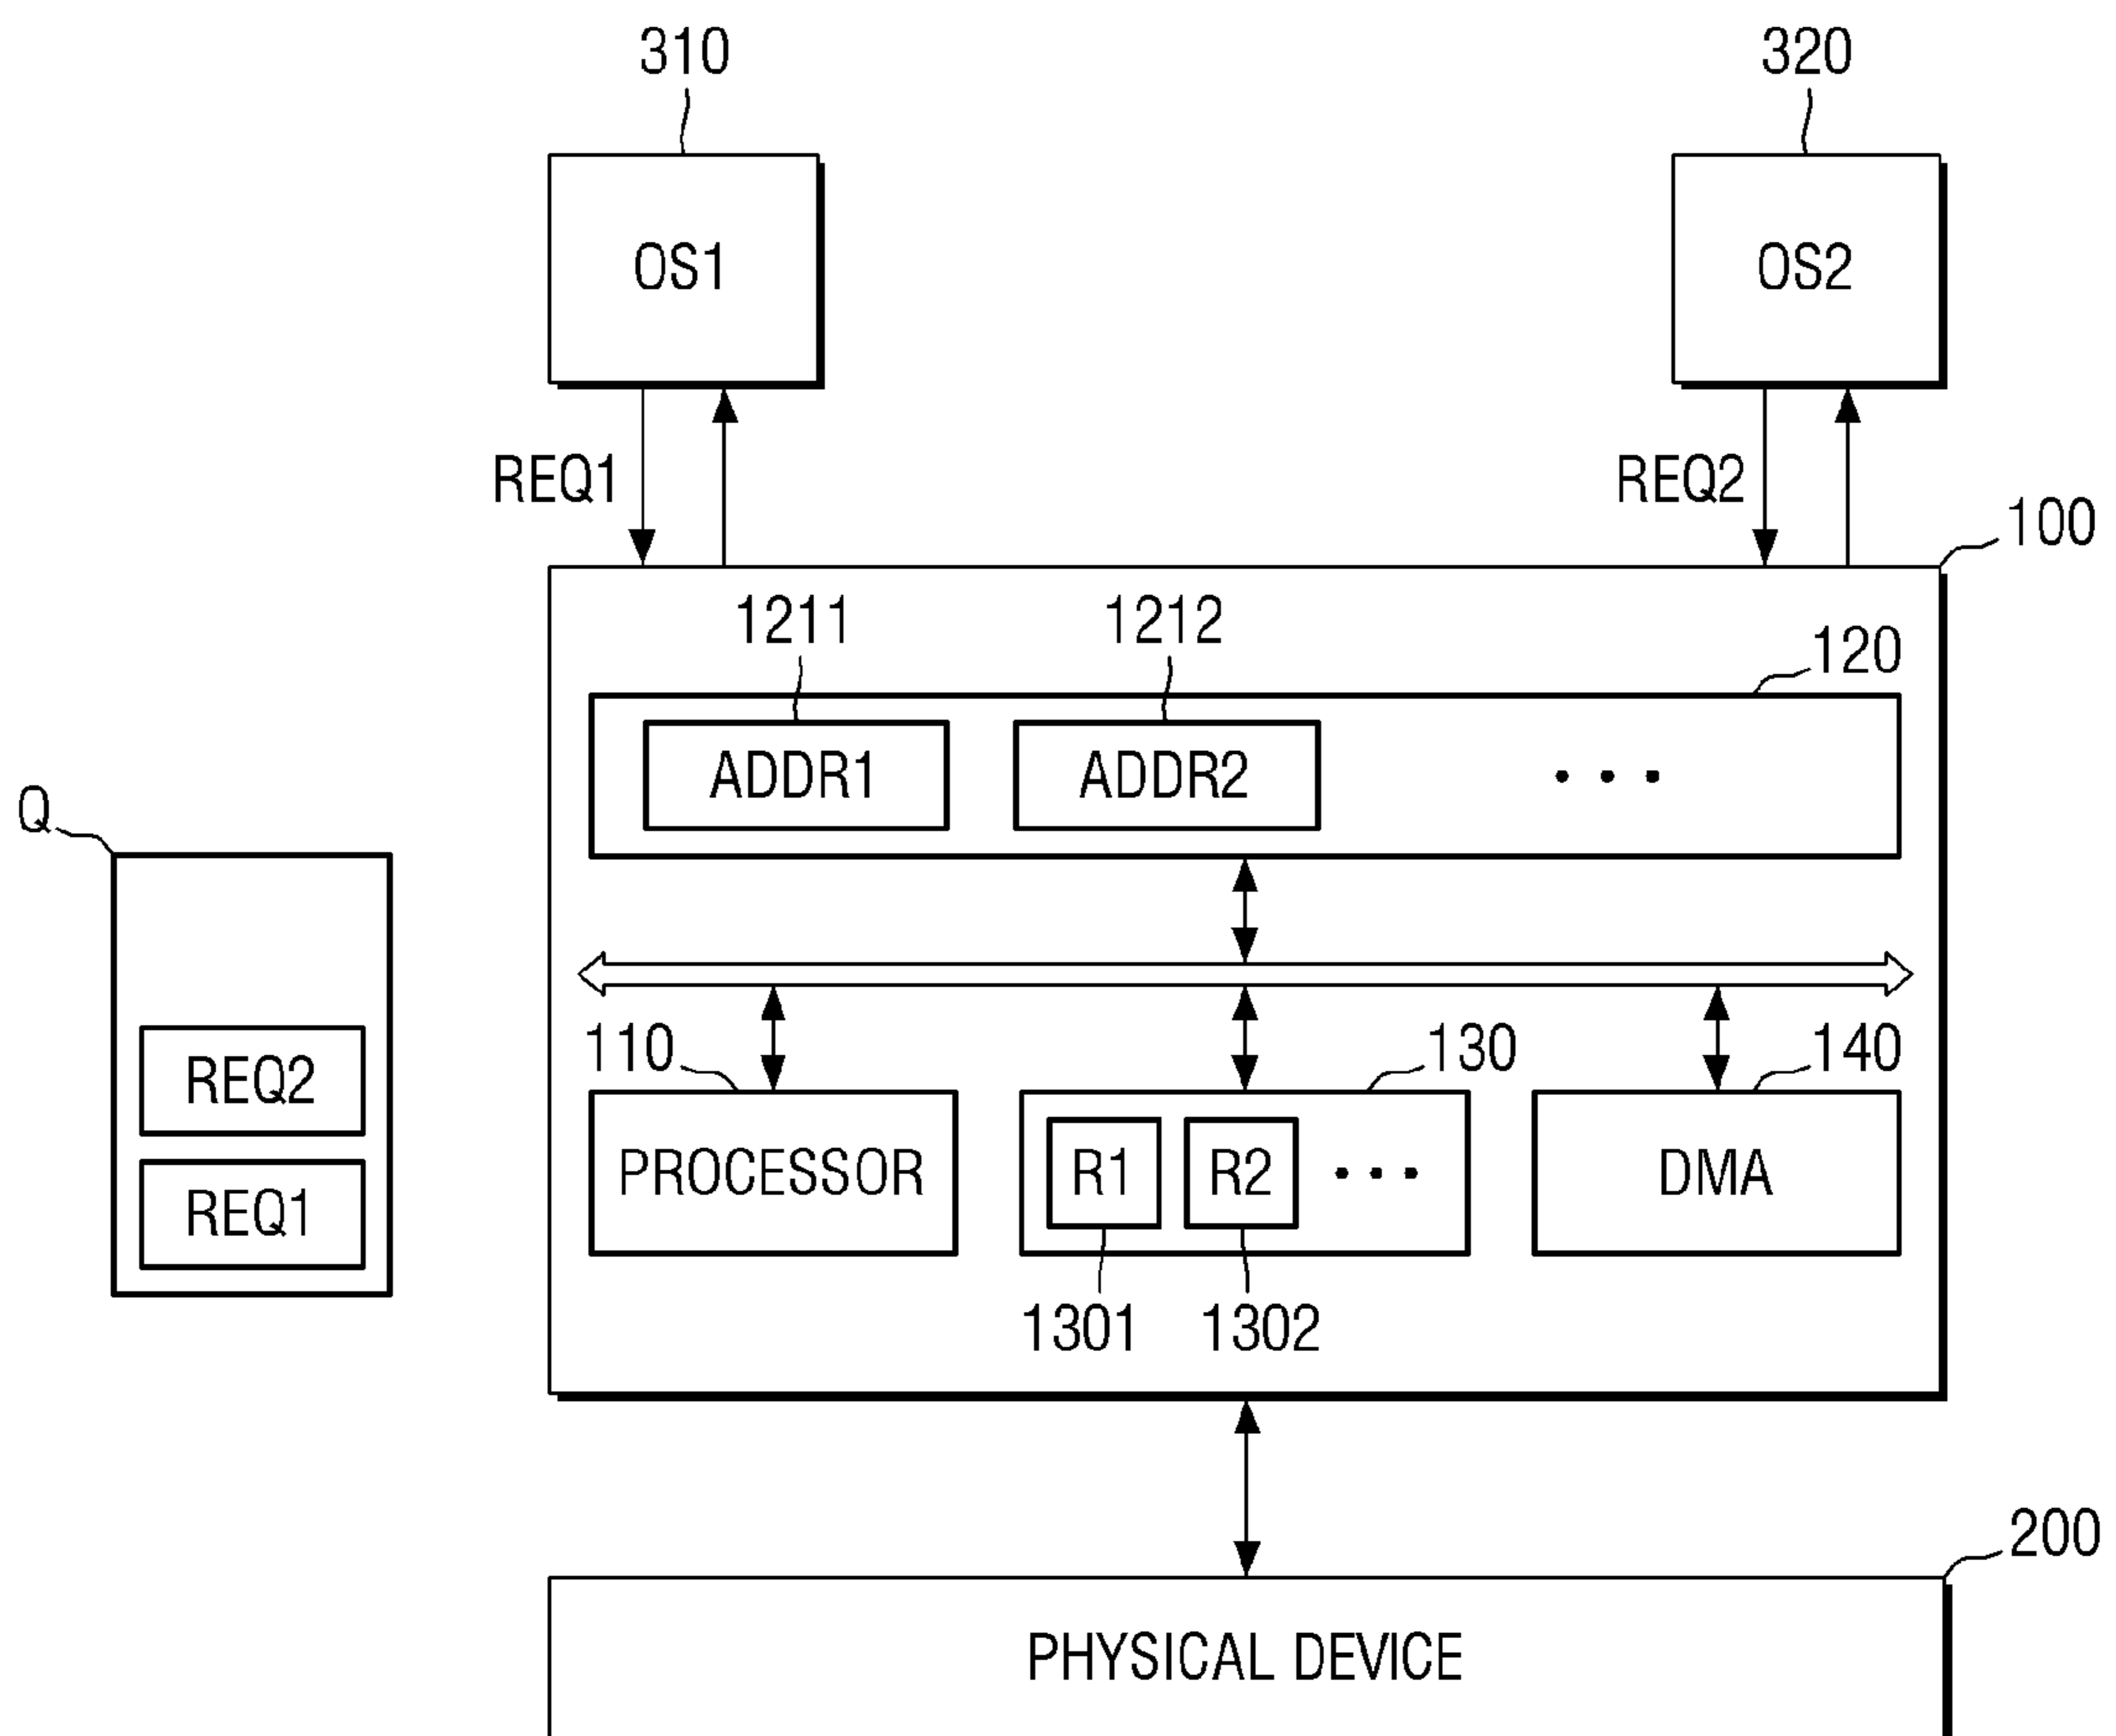 310
320
OS1
OS2
REQ1
REQ2
100
1211
1212
120
ADDR1
ADDR2
...
Q
110
130
140
REQ2
PROCESSOR
R1
R2
...
DMA
REQ1
1301
1302
200
PHYSICAL DEVICE